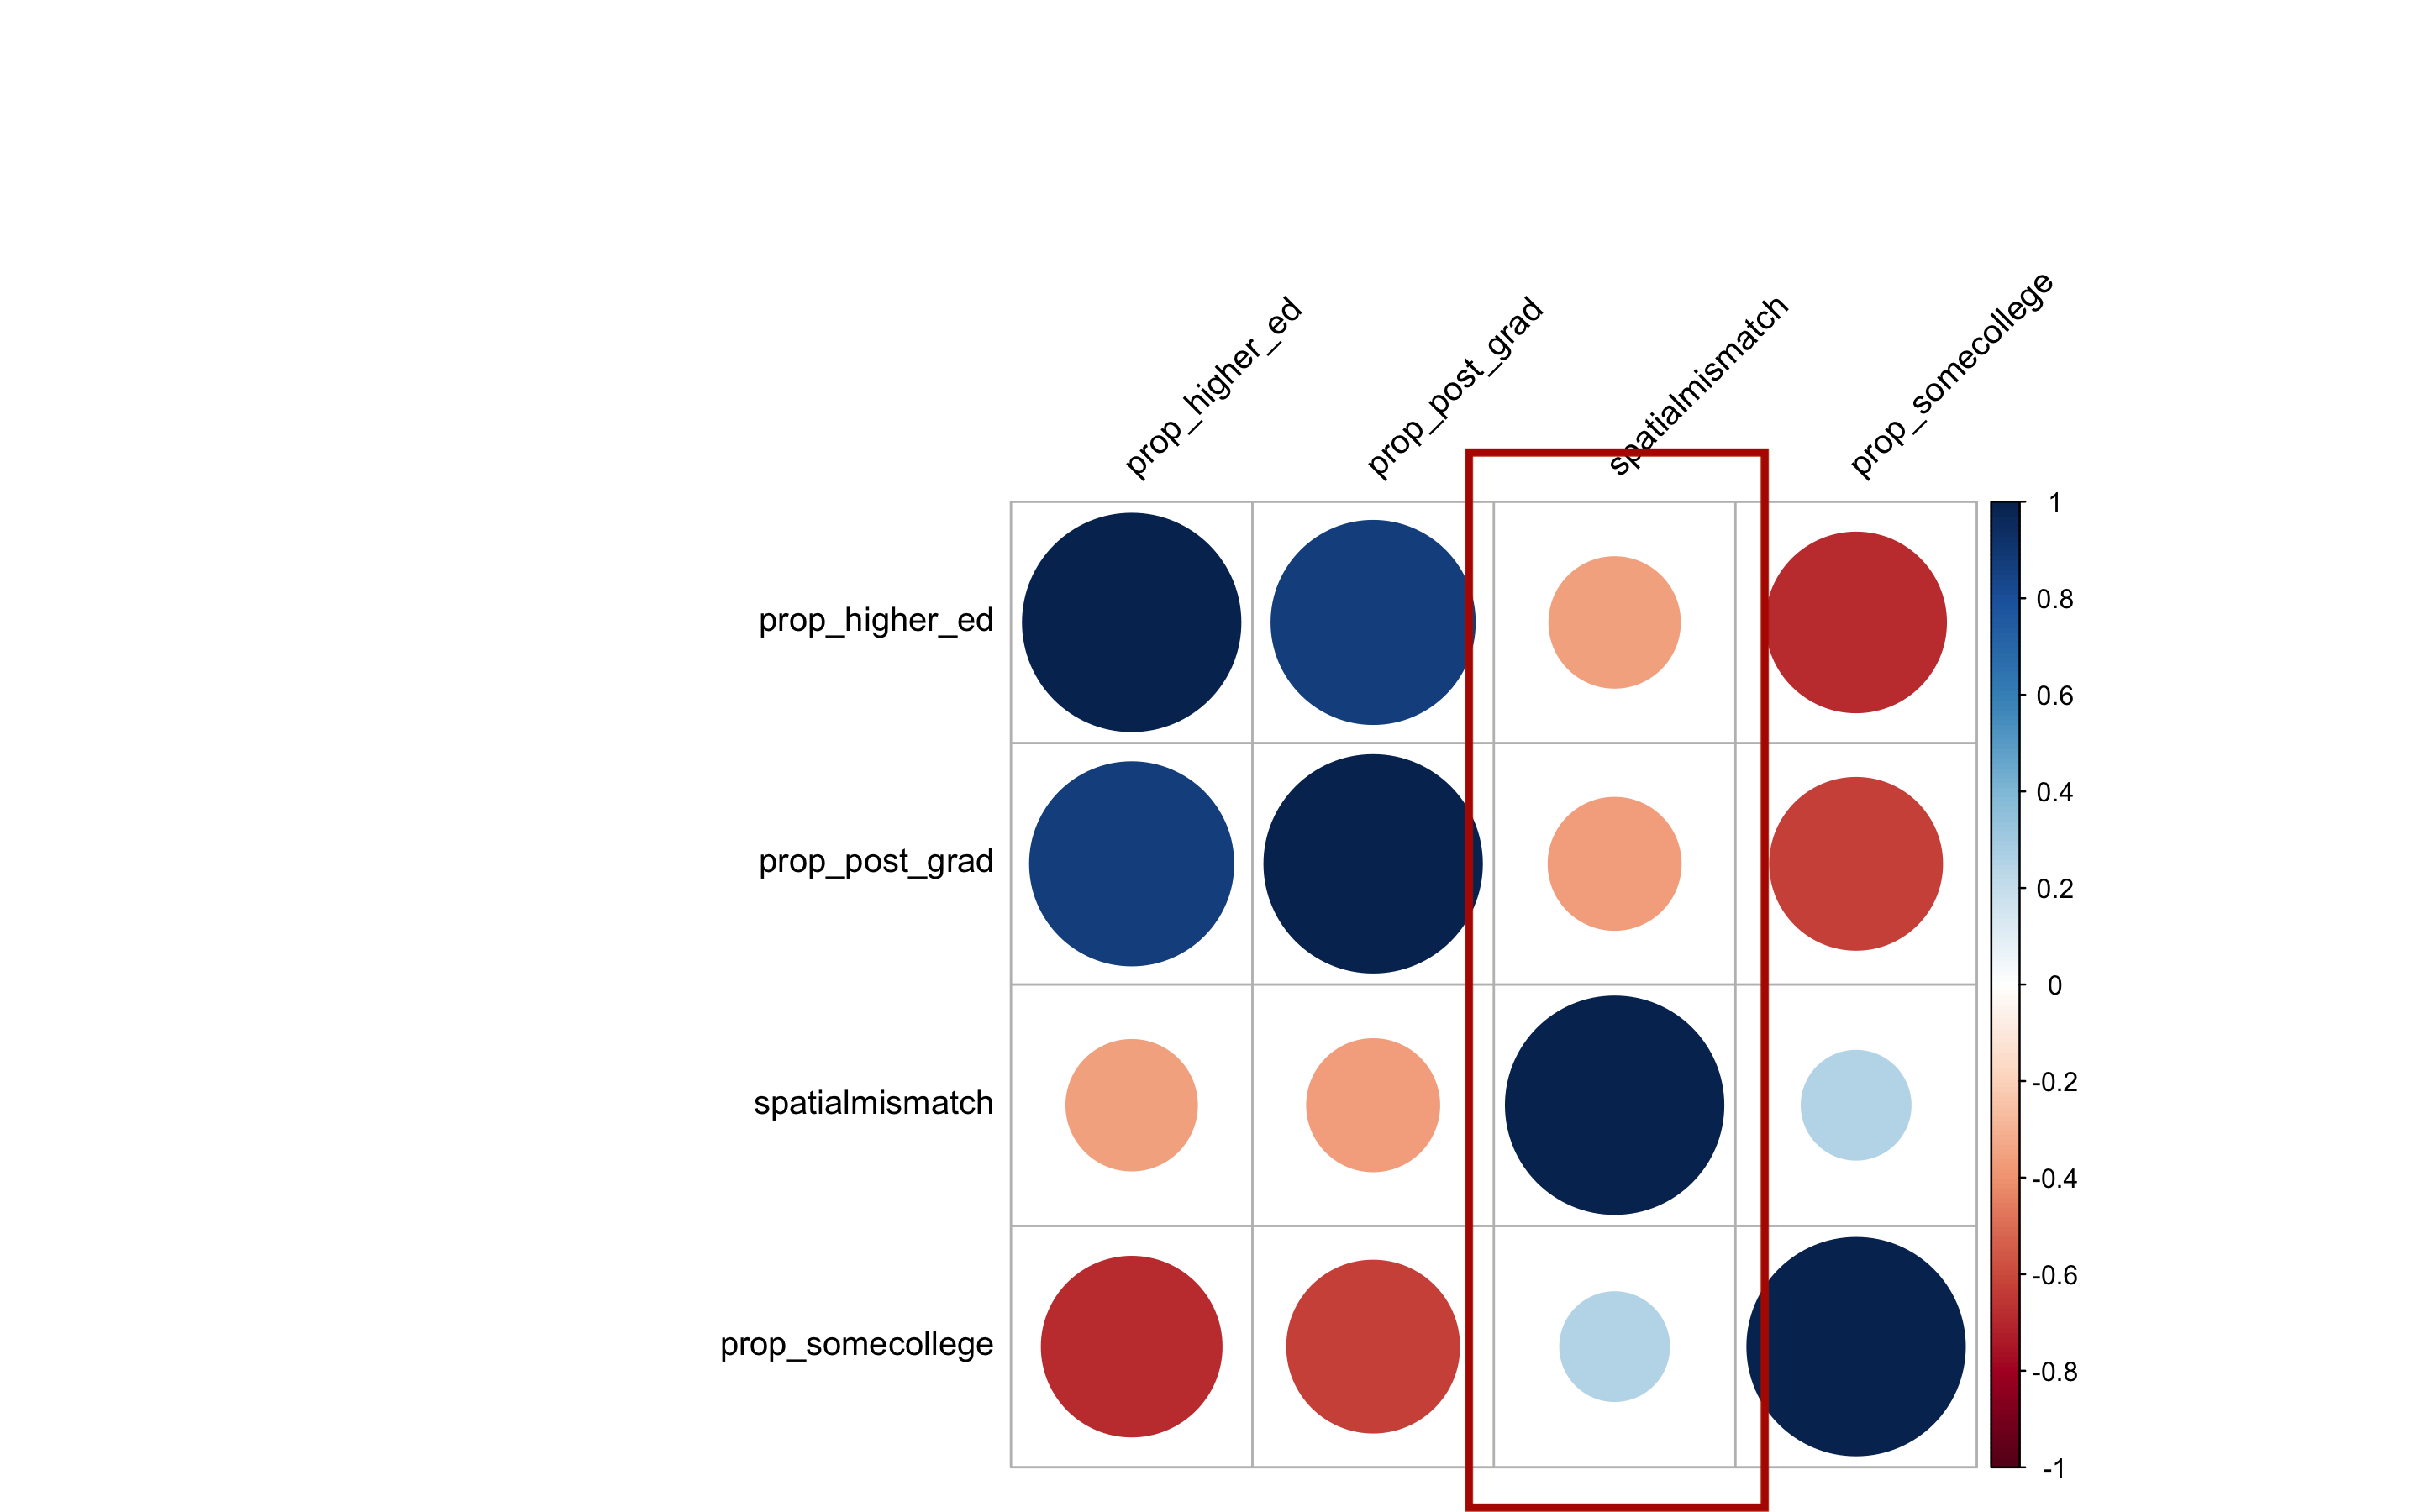 prop_higher_ed
prop_post_grad
spatialmismatch
prop_somecollege
prop_higher_ed
prop_post_grad
spatialmismatch
prop_somecollege
1
0.8
0.6
0.4
0.2
0
-0.2
-0.4
-0.6
-0.8
-1